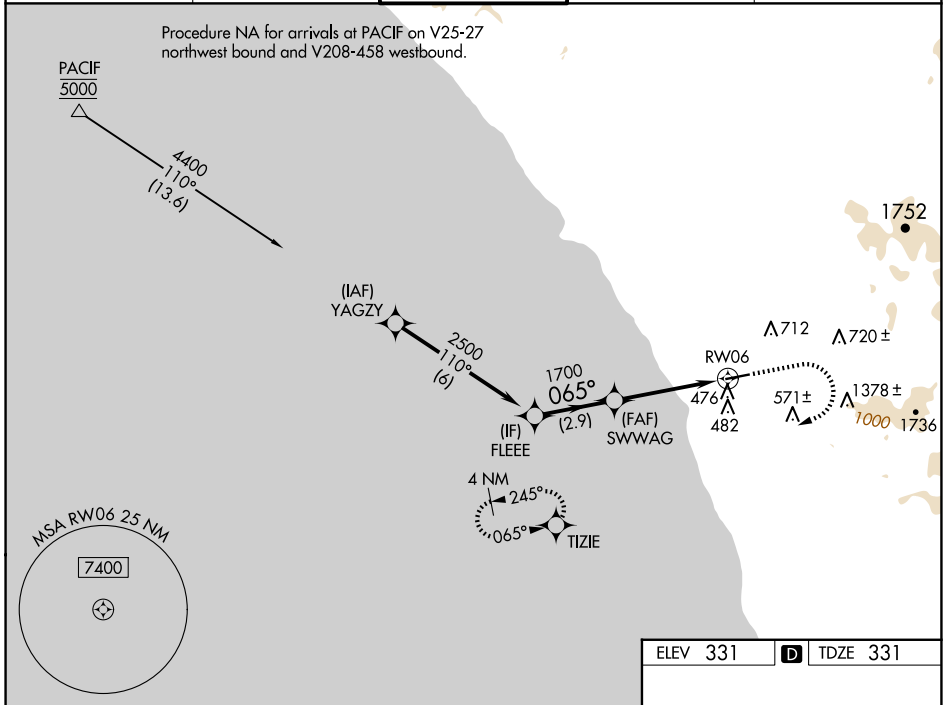 Procedure NA for arrivals at PACIF on V25-27
northwest bound and V208-458 westbound.
PACIF
5000
4400
110°
(13.6)
1752
(IAF)
YAGZY
2500
110°
(6)
712
720 ±
RW06
1700
065°
(2.9)
(IF)
FLEEE
(FAF)
SWWAG
476
482
571±
1378 ±
1000
1736
4 NM
245°
065°
TIZIE
MSA RW06 25 NM
7400
ELEV 331 D TDZE 331